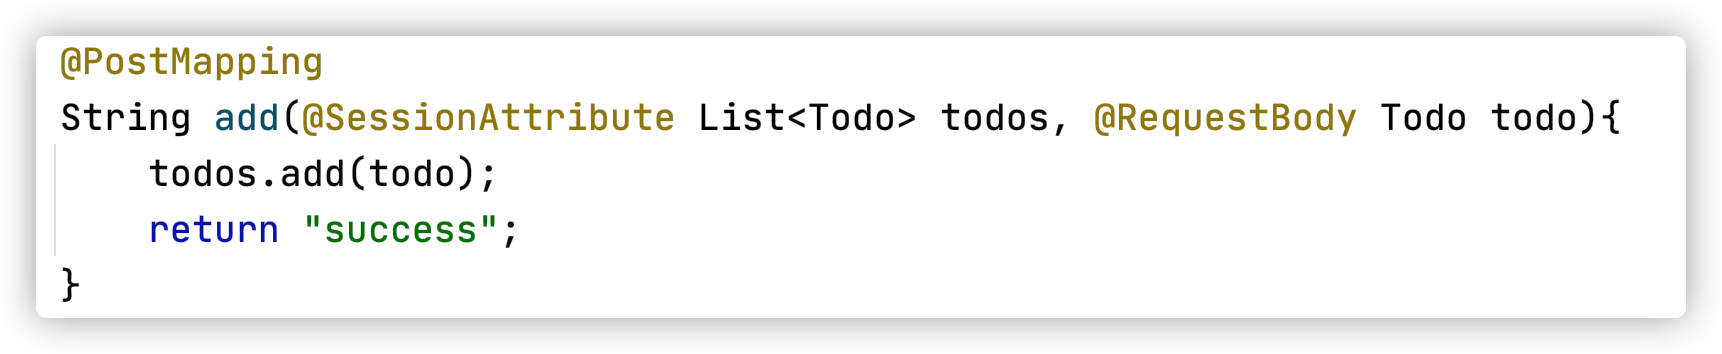 @PostMapping
String add(@SessionAttribute List<Todo> todos, @RequestBody Todo todo){
    todos.add(todo);
    return "success";
}